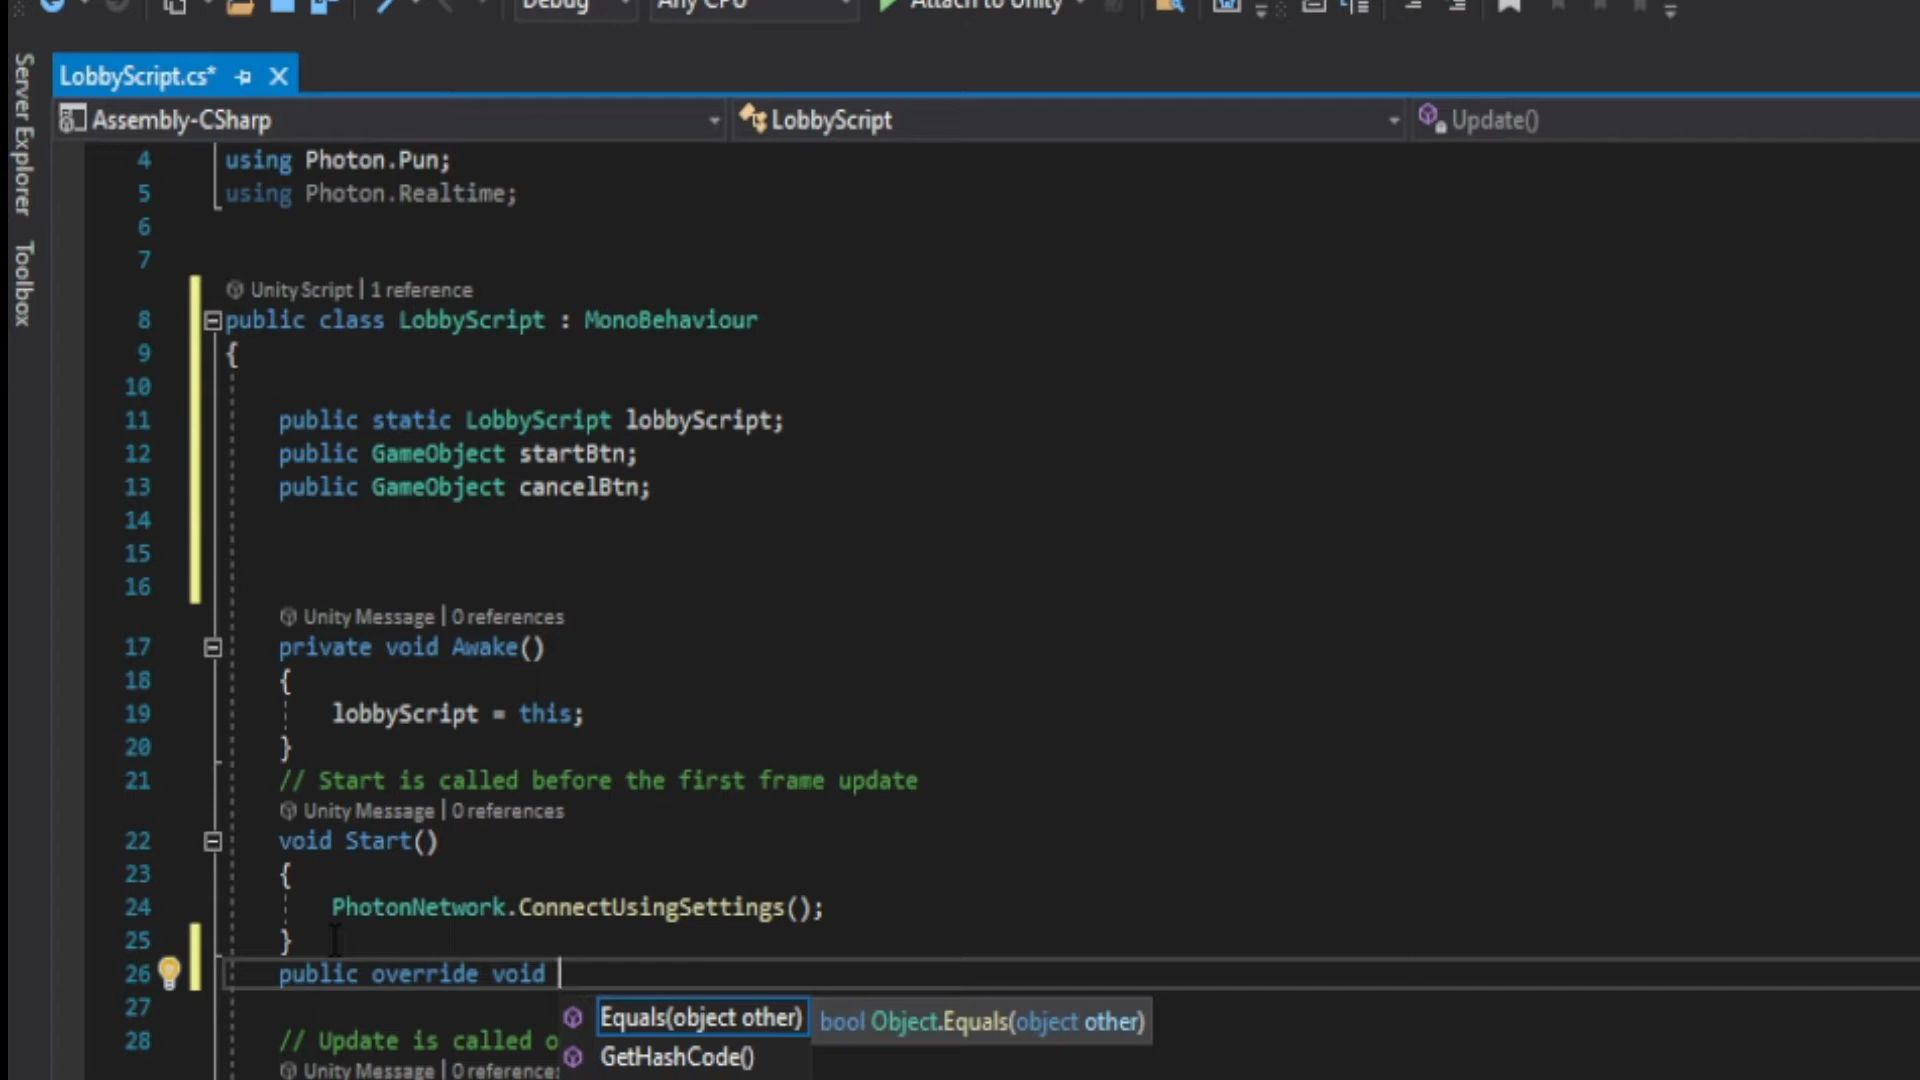 Debug Any CPU Attach to Unity
Server Explorer
Toolbox
LobbyScript.cs*
Assembly-CSharp LobbyScript Update()
4 using Photon.Pun;
5 using Photon.Realtime;
6
7
Unity Script | 1 reference
8 public class LobbyScript : MonoBehaviour
9 {
10
11 public static LobbyScript lobbyScript;
12 public GameObject startBtn;
13 public GameObject cancelBtn;
14
15
16
Unity Message | 0 references
17 private void Awake()
18 {
19 lobbyScript = this;
20 }
21 // Start is called before the first frame update
Unity Message | 0 references
22 void Start()
23 {
24 PhotonNetwork.ConnectUsingSettings();
25 }
26 public override void
27 Equals(object other) bool Object.Equals(object other)
28 // Update is called o
GetHashCode()
Unity Message | 0 references